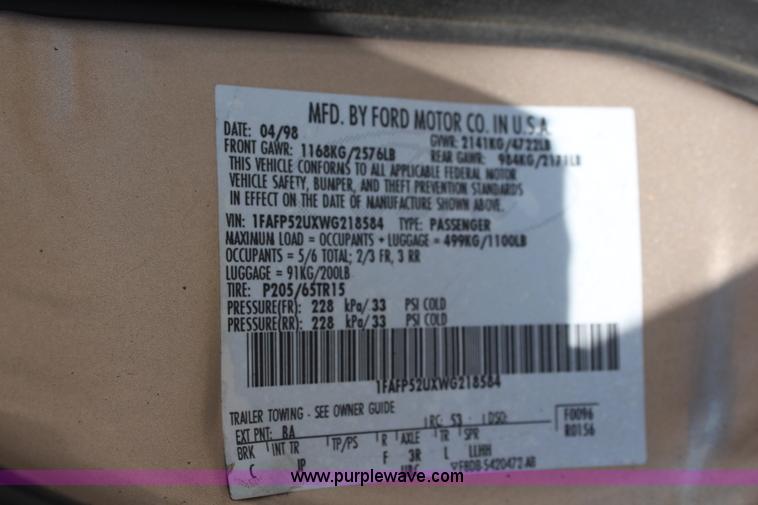 MFD. BY FORD MOTOR CO. IN U.S.A.
DATE: 04/98 GVWR: 2141KG/4722LB
FRONT GAWR: 1168KG/2576LB REAR GAWR: 984KG/2171LB
THIS VEHICLE CONFORMS TO ALL APPLICABLE FEDERAL MOTOR
VEHICLE SAFETY, BUMPER, AND THEFT PREVENTION STANDARDS
IN EFFECT ON THE DATE OF MANUFACTURE SHOWN ABOVE.
VIN: 1FAFP52UXWG218584 TYPE: PASSENGER
MAXIMUM LOAD = OCCUPANTS + LUGGAGE = 499KG/1100LB
OCCUPANTS = 5/6 TOTAL; 2/3 FR, 3 RR
LUGGAGE = 91KG/200LB
TIRE: P205/65TR15
PRESSURE(FR): 228 kPa/33 PSI COLD
PRESSURE(RR): 228 kPa/33 PSI COLD
1FAFP52UXWG218584
TRAILER TOWING - SEE OWNER GUIDE
EXT PNT: BA RC: 53 DSO: F0096
BRK INT TR TP/PS R AXLE TR SPR R0156
C JP F 3R L LLHH
F8DB-5420472-AB
www.purplewave.com